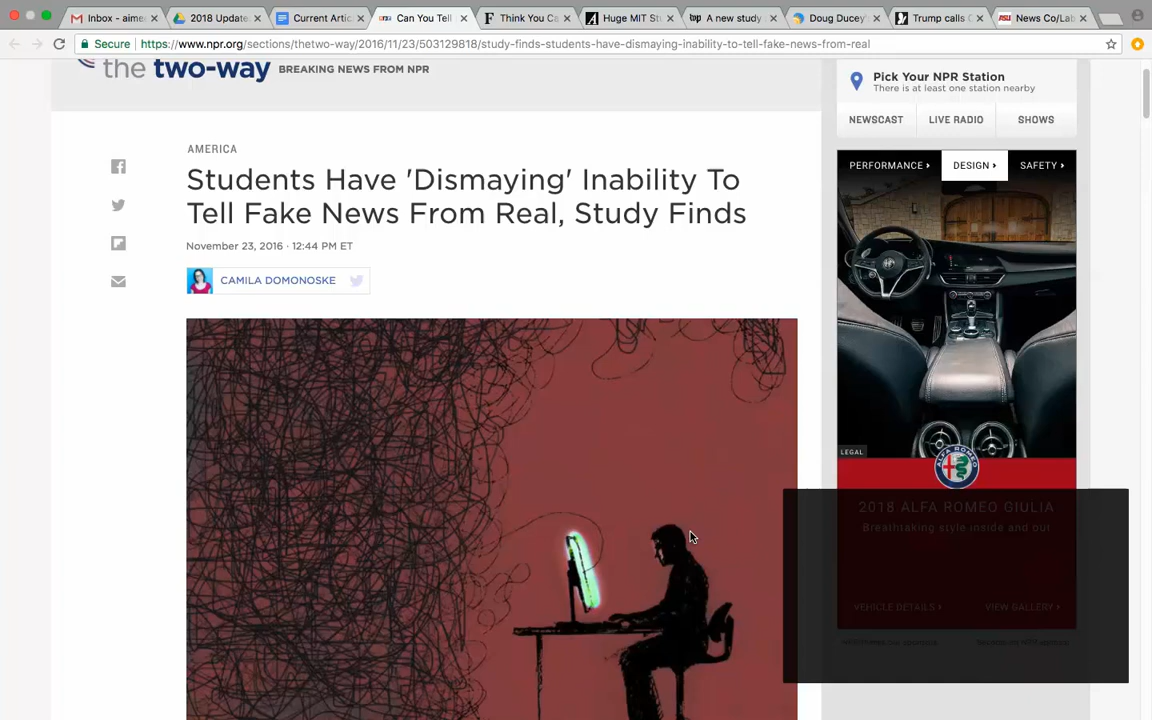 Inbox - aime
2018 Update
Current Artic
Can You Tell
Think You Ca
Huge MIT St
A new study
Doug Ducey
Trump calls
News Co/Lab
Secure
https://www.npr.org/sections/thetwo-way/2016/11/23/503129818/study-finds-students-have-dismaying-inability-to-tell-fake-news-from-real
the two-way BREAKING NEWS FROM NPR
Pick Your NPR Station
There is at least one station nearby
NEWSCAST LIVE RADIO SHOWS
AMERICA
Students Have 'Dismaying' Inability To
Tell Fake News From Real, Study Finds
November 23, 2016 · 12:44 PM ET
CAMILA DOMONOSKE
PERFORMANCE DESIGN SAFETY
LEGAL
ALFA ROMEO
2018 ALFA ROMEO GIULIA
Breathtaking style inside and out
VEHICLE DETAILS VIEW GALLERY